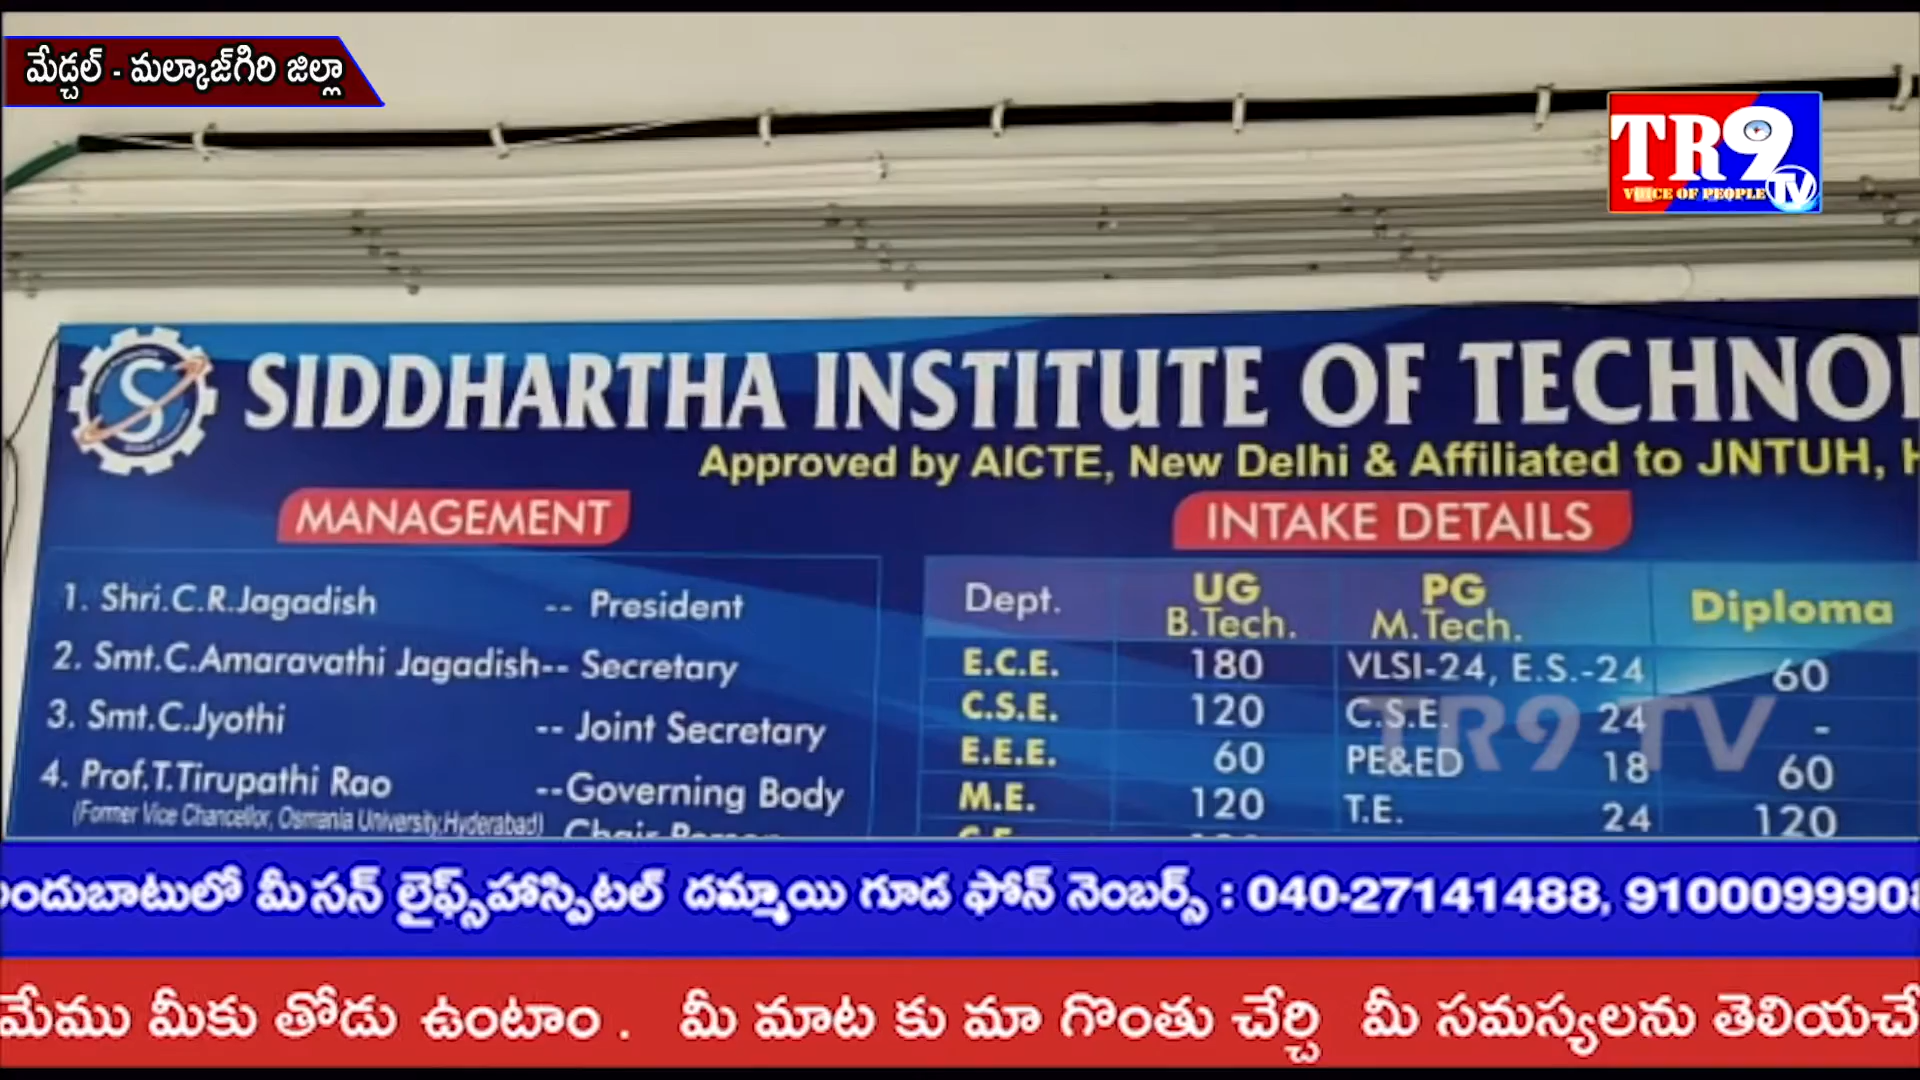 మేడ్చల్ - మల్కాజ్‌గిరి జిల్లా
TR9
TV
VOICE OF PEOPLE
SIDDHARTHA INSTITUTE OF TECHNO
Approved by AICTE, New Delhi & Affiliated to JNTUH,
MANAGEMENT
1. Shri.C.R.Jagadish -- President
2. Smt.C.Amaravathi Jagadish-- Secretary
3. Smt.C.Jyothi -- Joint Secretary
4. Prof.T.Tirupathi Rao --Governing Body
(Former Vice Chancellor, Osmania University,Hyderabad) Chair Person
INTAKE DETAILS
Dept. UG B.Tech. PG M.Tech. Diploma
E.C.E. 180 VLSI-24, E.S.-24 60
C.S.E. 120 C.S.E. 24 -
E.E.E. 60 PE&ED 18 60
M.E. 120 T.E. 24 120
TR9 TV
ందుబాటులో మీ సన్ లైఫ్స్‌హాస్పిటల్ దమ్మాయి గూడ ఫోన్ నెంబర్స్ : 040-27141488, 9100099908
మేము మీకు తోడు ఉంటాం . మీ మాట కు మా గొంతు చేర్చి మీ సమస్యలను తెలియచే